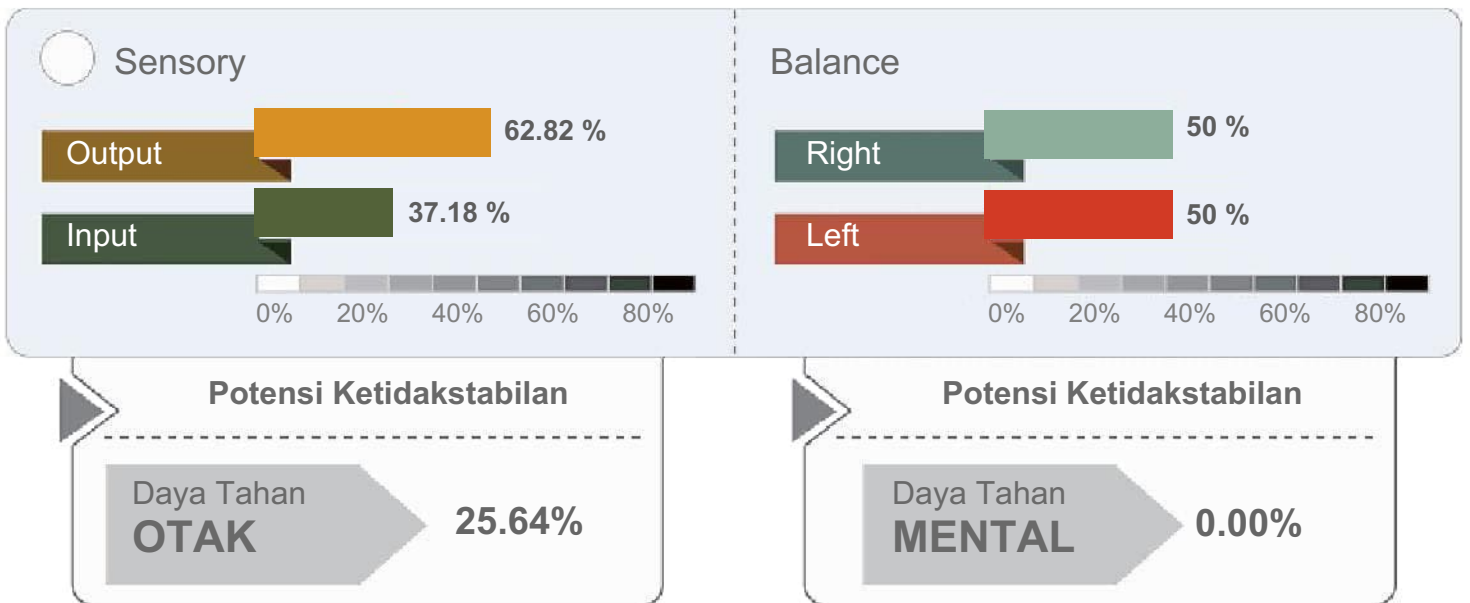 Sensory
Output
62.82 %
Input
37.18 %
0% 20% 40% 60% 80%
Balance
Right
50 %
Left
50 %
0% 20% 40% 60% 80%
Potensi Ketidakstabilan
Daya Tahan
OTAK
25.64%
Potensi Ketidakstabilan
Daya Tahan
MENTAL
0.00%